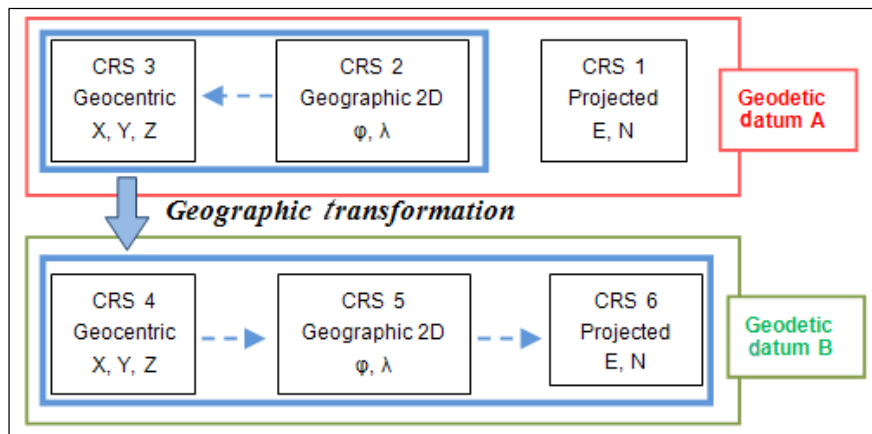 CRS 3
Geocentric
X, Y, Z
CRS 2
Geographic 2D
φ, λ
CRS 1
Projected
E, N
Geodetic
datum A
Geographic transformation
CRS 4
Geocentric
X, Y, Z
CRS 5
Geographic 2D
φ, λ
CRS 6
Projected
E, N
Geodetic
datum B